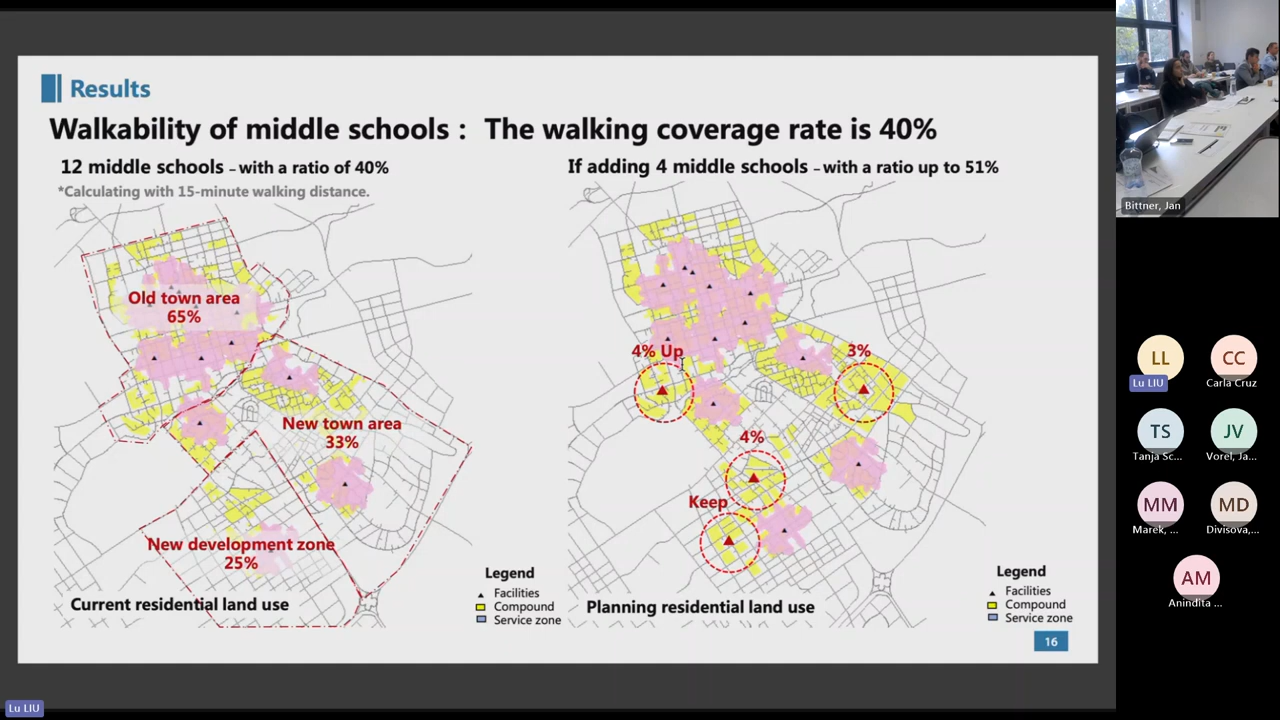 Results
Walkability of middle schools : The walking coverage rate is 40%
12 middle schools – with a ratio of 40%
*Calculating with 15-minute walking distance.
Old town area
65%
New town area
33%
New development zone
25%
Current residential land use
Legend
Facilities
Compound
Service zone
If adding 4 middle schools – with a ratio up to 51%
4% Up
3%
4%
Keep
Planning residential land use
Legend
Facilities
Compound
Service zone
16
Bittner, Jan
LL
Lu LIU
CC
Carla Cruz
TS
Tanja Sc...
JV
Vorel, Ja...
MM
Marek, ...
MD
Divisova,...
AM
Anindita ...
Lu LIU